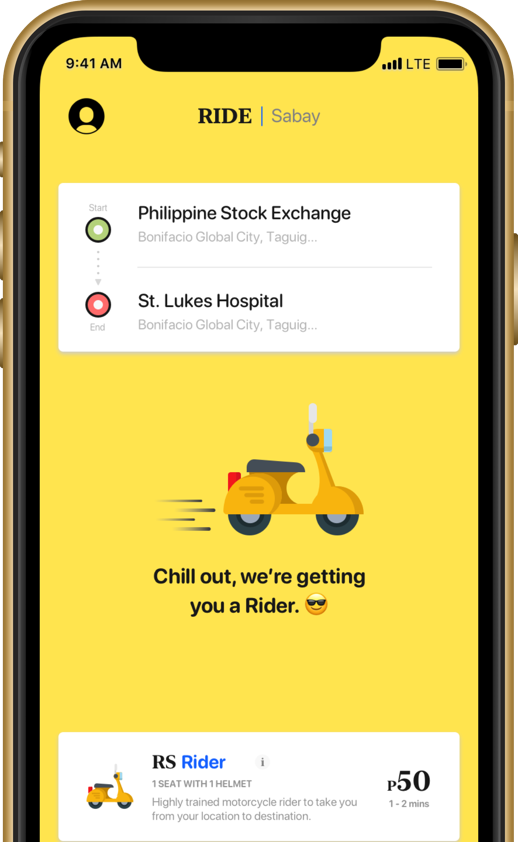 9:41 AM LTE
RIDE | Sabay
Start
Philippine Stock Exchange
Bonifacio Global City, Taguig...
St. Lukes Hospital
End
Bonifacio Global City, Taguig...
Chill out, we're getting
you a Rider. 😎
RS Rider i
1 SEAT WITH 1 HELMET
Highly trained motorcycle rider to take you
from your location to destination.
P50
1 - 2 mins